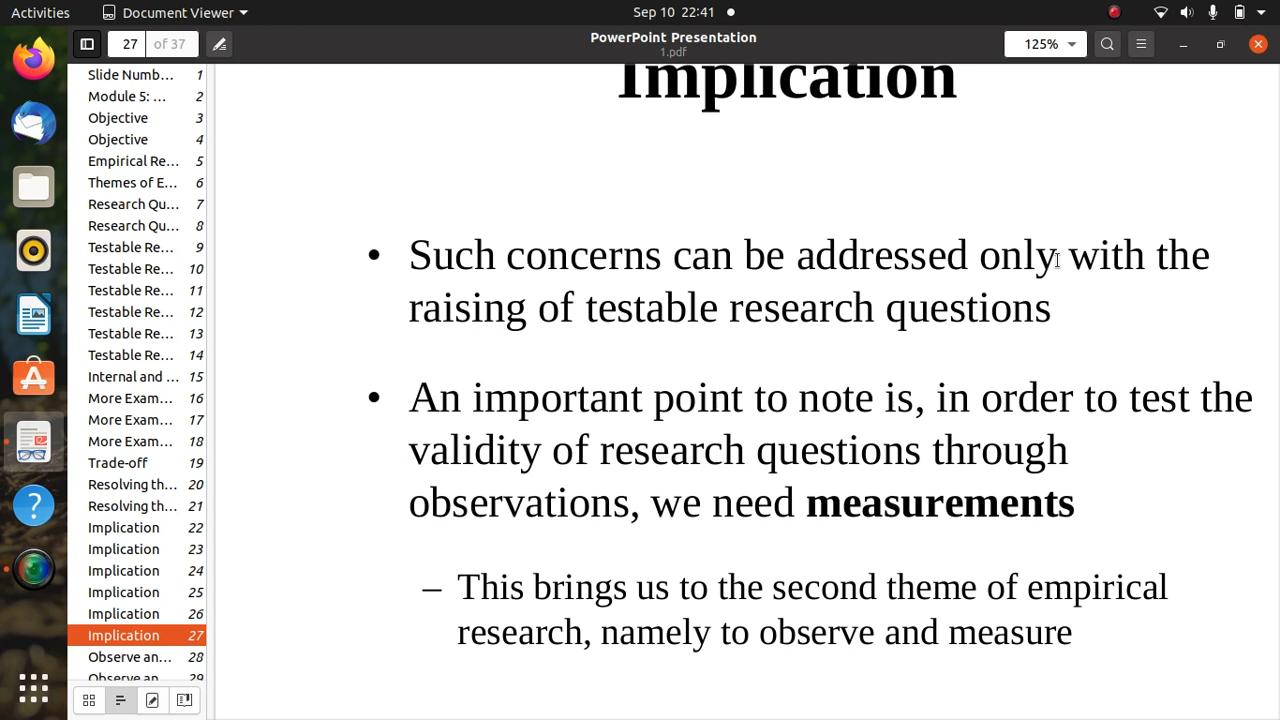 Activities
Document Viewer
Sep 10 22:41
27 of 37
PowerPoint Presentation
1.pdf
125%
Slide Numb... 1
Module 5: ... 2
Objective 3
Objective 4
Empirical Re... 5
Themes of E... 6
Research Qu... 7
Research Qu... 8
Testable Re... 9
Testable Re... 10
Testable Re... 11
Testable Re... 12
Testable Re... 13
Testable Re... 14
Internal and ... 15
More Exam... 16
More Exam... 17
More Exam... 18
Trade-off 19
Resolving th... 20
Resolving th... 21
Implication 22
Implication 23
Implication 24
Implication 25
Implication 26
Implication 27
Observe an... 28
Observe an... 29
Implication
• Such concerns can be addressed only with the
raising of testable research questions
• An important point to note is, in order to test the
validity of research questions through
observations, we need measurements
– This brings us to the second theme of empirical
research, namely to observe and measure